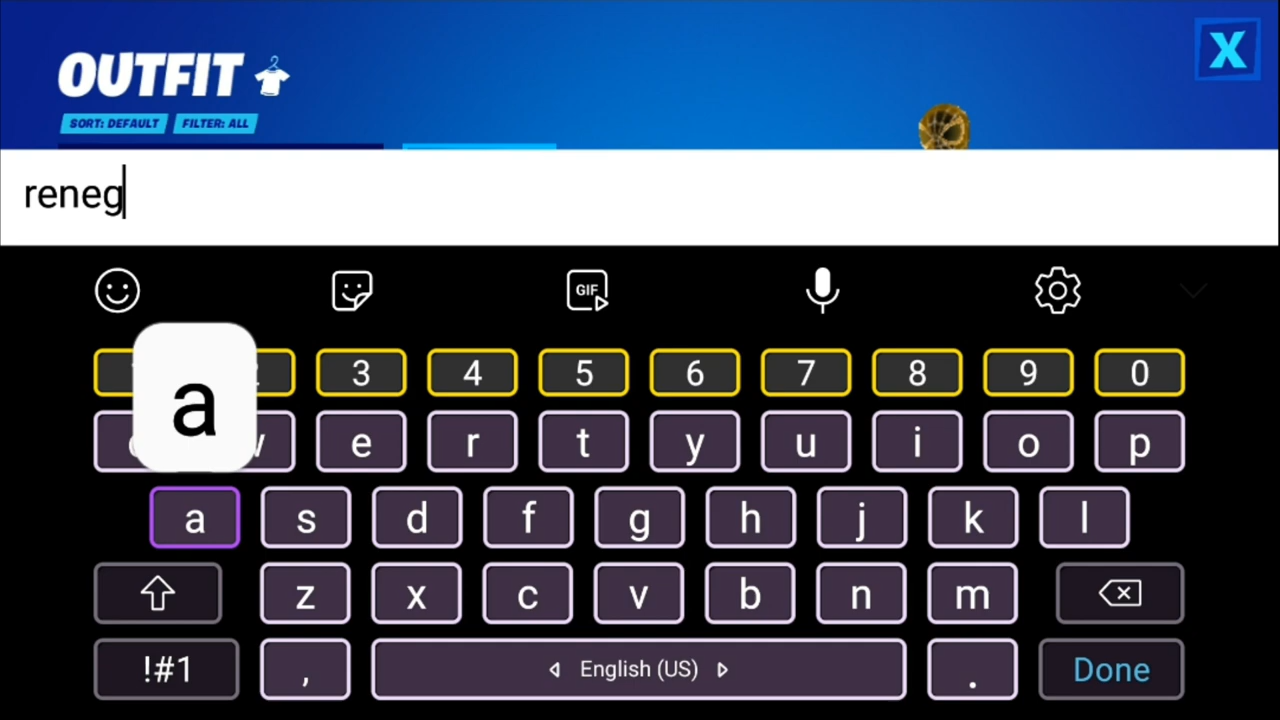 OUTFIT
SORT: DEFAULT FILTER: ALL
X
reneg
GIF
a
3 4 5 6 7 8 9 0
e r t y u i o p
a s d f g h j k l
z x c v b n m
!#1 , English (US) . Done